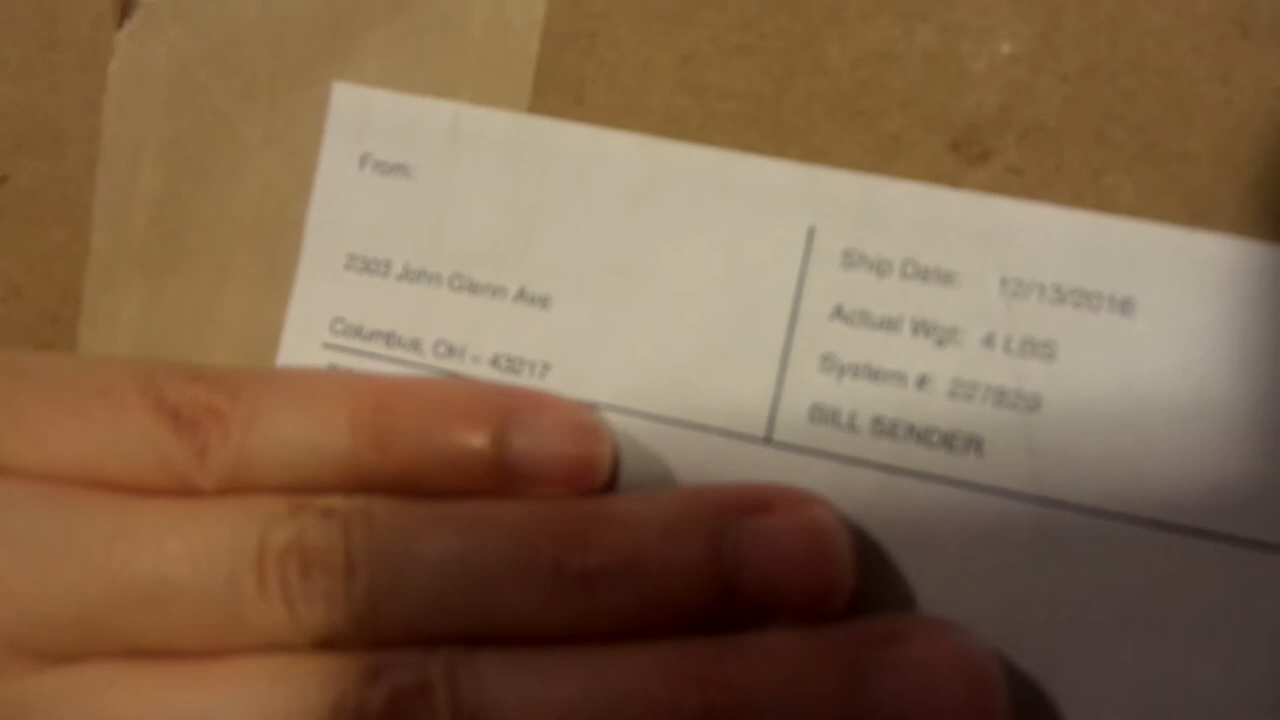 From:
2303 John Glenn Ave
Columbus, OH - 43217
Ship Date: 12/13/2016
Actual Wgt: 4 LBS
System #: 227829
BILL SENDER